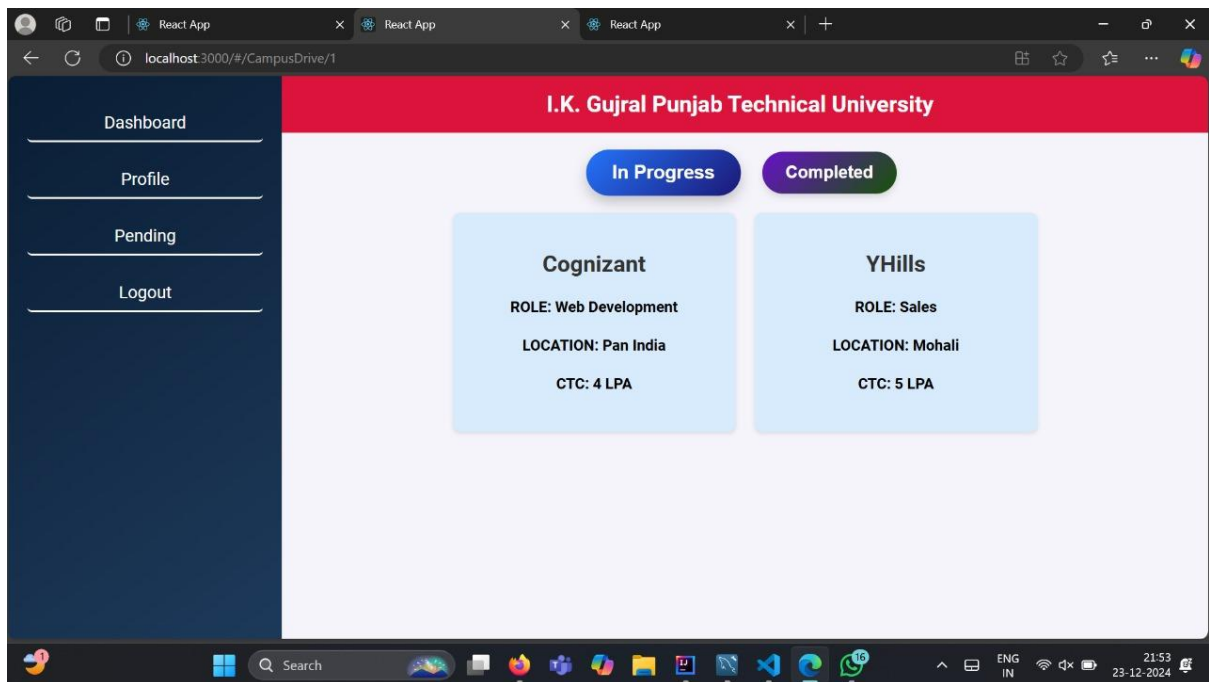 React App
React App
React App
localhost:3000/#/CampusDrive/1
I.K. Gujral Punjab Technical University
Dashboard
Profile
Pending
Logout
In Progress
Completed
Cognizant
ROLE: Web Development
LOCATION: Pan India
CTC: 4 LPA
YHills
ROLE: Sales
LOCATION: Mohali
CTC: 5 LPA
1
Search
16
ENG
IN
21:53
23-12-2024